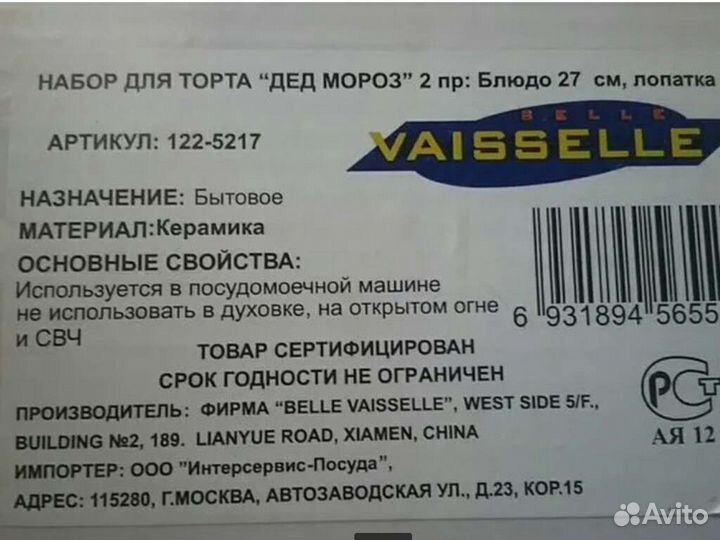 НАБОР ДЛЯ ТОРТА “ДЕД МОРОЗ” 2 пр: Блюдо 27 см, лопатка
АРТИКУЛ: 122-5217
BELLE
VAISSELLE
НАЗНАЧЕНИЕ: Бытовое
МАТЕРИАЛ:Керамика
ОСНОВНЫЕ СВОЙСТВА:
Используется в посудомоечной машине
не использовать в духовке, на открытом огне
и СВЧ
6 931894 5655
ТОВАР СЕРТИФИЦИРОВАН
СРОК ГОДНОСТИ НЕ ОГРАНИЧЕН
РСТ
АЯ 12
ПРОИЗВОДИТЕЛЬ: ФИРМА “BELLE VAISSELLE”, WEST SIDE 5/F.,
BUILDING №2, 189. LIANYUE ROAD, XIAMEN, CHINA
ИМПОРТЕР: ООО "Интерсервис-Посуда",
АДРЕС: 115280, Г.МОСКВА, АВТОЗАВОДСКАЯ УЛ., Д.23, КОР.15
Avito